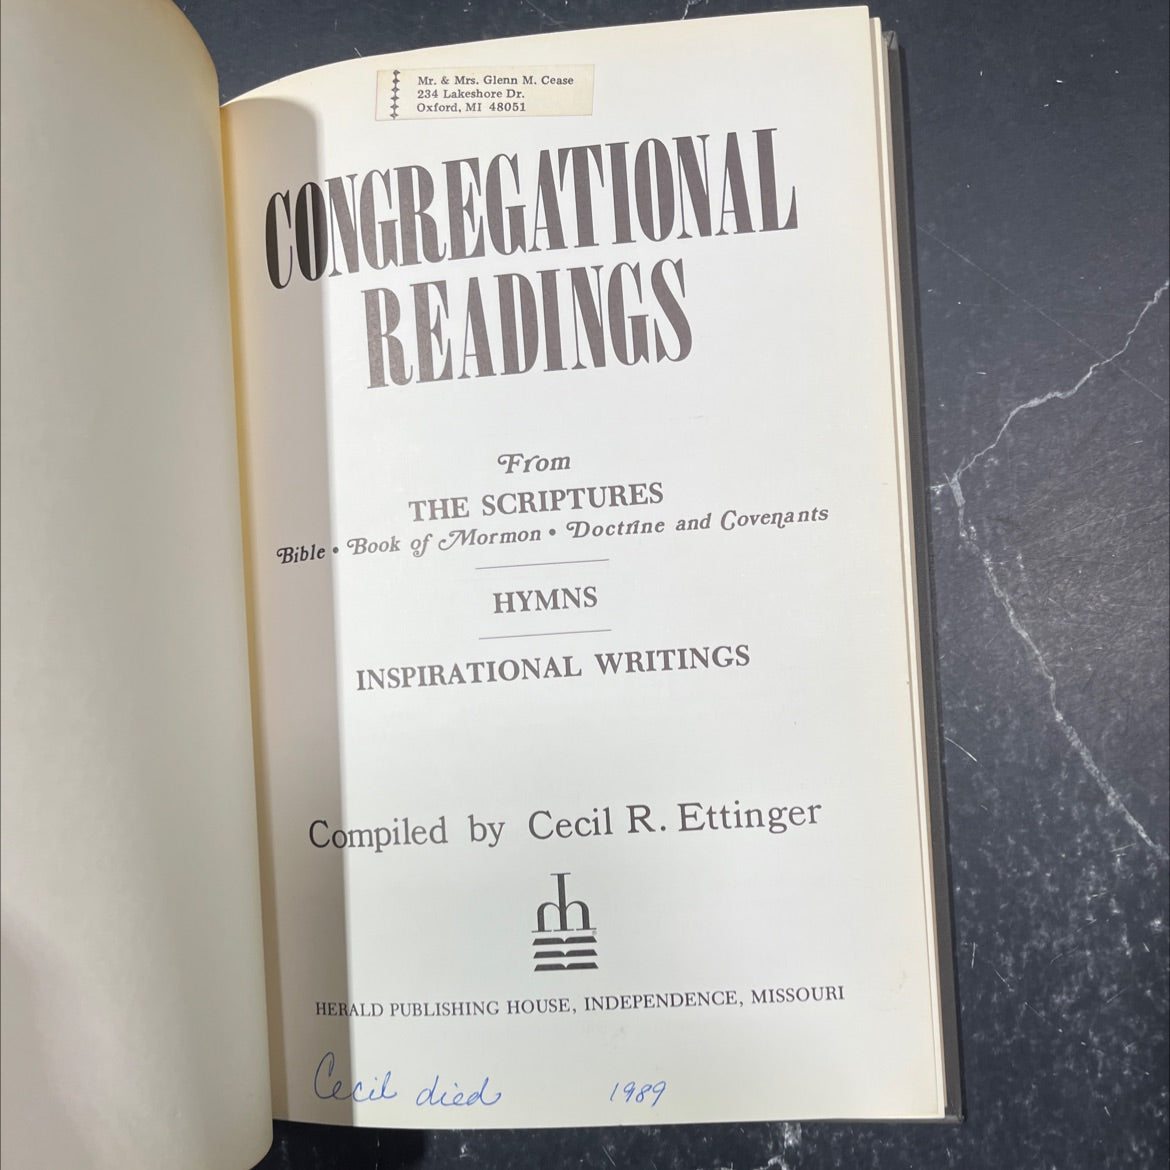 Mr. & Mrs. Glenn M. Cease
234 Lakeshore Dr.
Oxford, MI 48051
CONGREGATIONAL
READINGS
From
THE SCRIPTURES
Bible • Book of Mormon • Doctrine and Covenants
HYMNS
INSPIRATIONAL WRITINGS
Compiled by Cecil R. Ettinger
HERALD PUBLISHING HOUSE, INDEPENDENCE, MISSOURI
Cecil died 1989